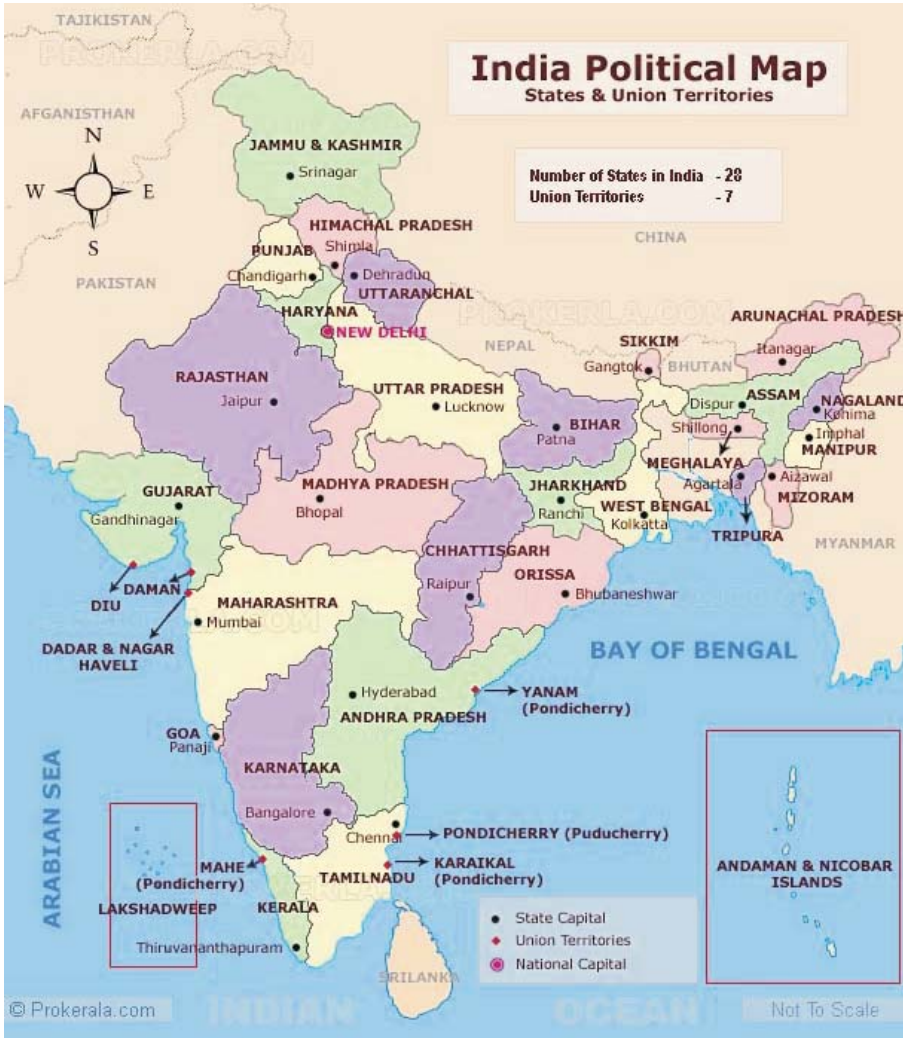 TAJIKISTAN
PROKERLA.COM
India Political Map
States & Union Territories
AFGANISTHAN
N
W
E
S
JAMMU & KASHMIR
Srinagar
Number of States in India - 28
Union Territories - 7
HIMACHAL PRADESH
Shimla
CHINA
PUNJAB
Chandigarh
Dehradun
UTTARANCHAL
PAKISTAN
HARYANA
NEW DELHI
PROKERLA.COM
ARUNACHAL PRADESH
NEPAL
SIKKIM
Gangtok
BHUTAN
Itanagar
RAJASTHAN
Jaipur
UTTAR PRADESH
Lucknow
Dispur
ASSAM
NAGALAND
Kohima
BIHAR
Patna
Shillong
Imphal
MANIPUR
MEGHALAYA
Agartala
Aizawal
MIZORAM
TRIPURA
MYANMAR
GUJARAT
Gandhinagar
MADHYA PRADESH
Bhopal
JHARKHAND
Ranchi
WEST BENGAL
Kolkatta
CHHATTISGARH
Raipur
ORISSA
Bhubaneshwar
DAMAN
DIU
DADAR & NAGAR
HAVELI
MAHARASHTRA
Mumbai
BAY OF BENGAL
Hyderabad
ANDHRA PRADESH
YANAM
(Pondicherry)
GOA
Panaji
KARNATAKA
Bangalore
ARABIAN SEA
Chennai
PONDICHERRY (Puducherry)
MAHE
(Pondicherry)
KARAIKAL
(Pondicherry)
TAMILNADU
LAKSHADWEEP
KERALA
Thiruvananthapuram
ANDAMAN & NICOBAR
ISLANDS
State Capital
Union Territories
National Capital
SRILANKA
© Prokerala.com
INDIAN OCEAN
Not To Scale